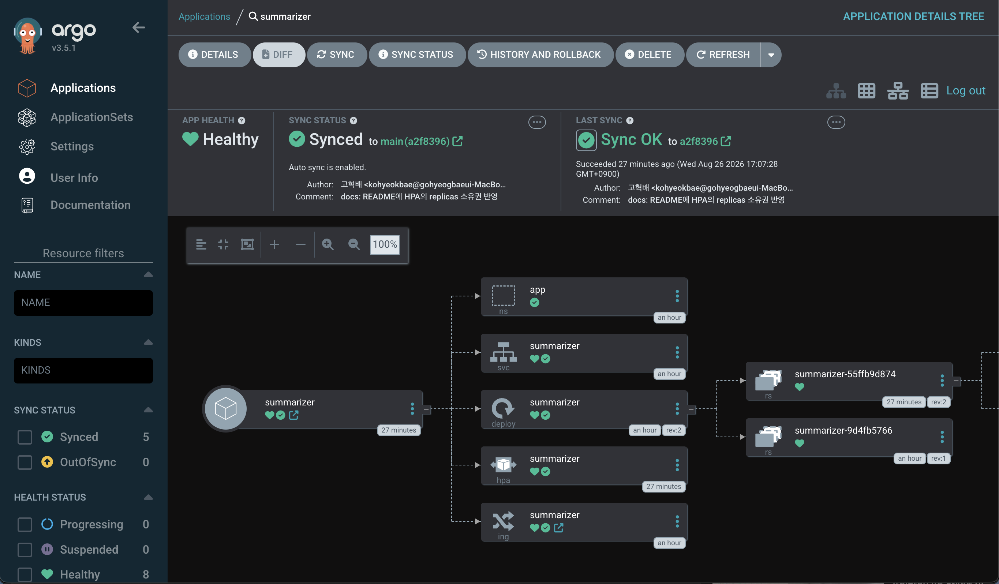 argo
v3.5.1
Applications
ApplicationSets
Settings
User Info
Documentation
Resource filters
NAME
NAME
KINDS
KINDS
SYNC STATUS
Synced 5
OutOfSync 0
HEALTH STATUS
Progressing 0
Suspended 0
Healthy 8
Applications / summarizer
APPLICATION DETAILS TREE
DETAILS
DIFF
SYNC
SYNC STATUS
HISTORY AND ROLLBACK
DELETE
REFRESH
Log out
APP HEALTH
Healthy
SYNC STATUS
Synced to main (a2f8396)
Auto sync is enabled.
Author: 고혁배 <kohyeokbae@gohyeogbaeui-MacBo...
Comment: docs: README에 HPA의 replicas 소유권 반영
LAST SYNC
Sync OK to a2f8396
Succeeded 27 minutes ago (Wed Aug 26 2026 17:07:28
GMT+0900)
Author: 고혁배 <kohyeokbae@gohyeogbaeui-MacBo...
Comment: docs: README에 HPA의 replicas 소유권 반영
100%
summarizer
27 minutes
app
ns
an hour
summarizer
svc
an hour
summarizer
deploy
an hour rev:2
summarizer
hpa
27 minutes
summarizer
ing
an hour
summarizer-55ffb9d874
rs
27 minutes rev:2
summarizer-9d4fb5766
rs
an hour rev:1